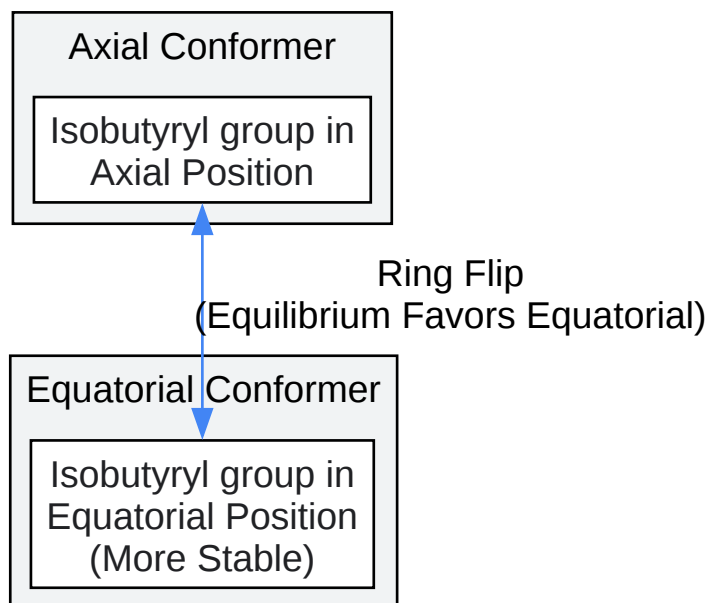 Axial Conformer
Isobutyryl group in
Axial Position
Ring Flip
(Equilibrium Favors Equatorial)
Equatorial Conformer
Isobutyryl group in
Equatorial Position
(More Stable)